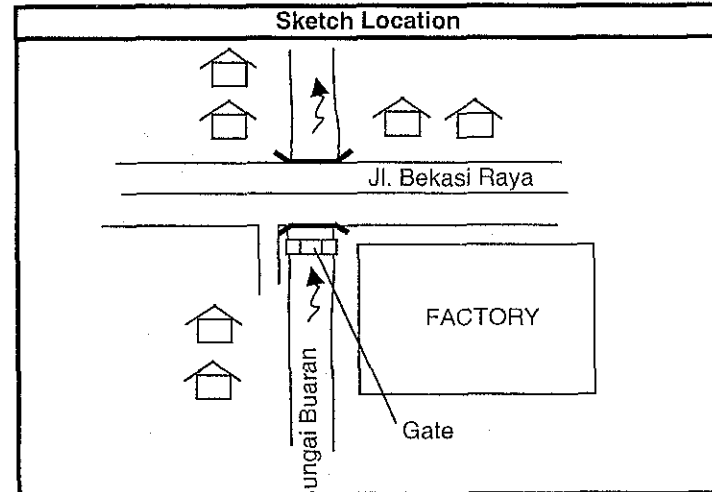 Sketch Location
Jl. Bekasi Raya
FACTORY
Gate
ungai Buaran